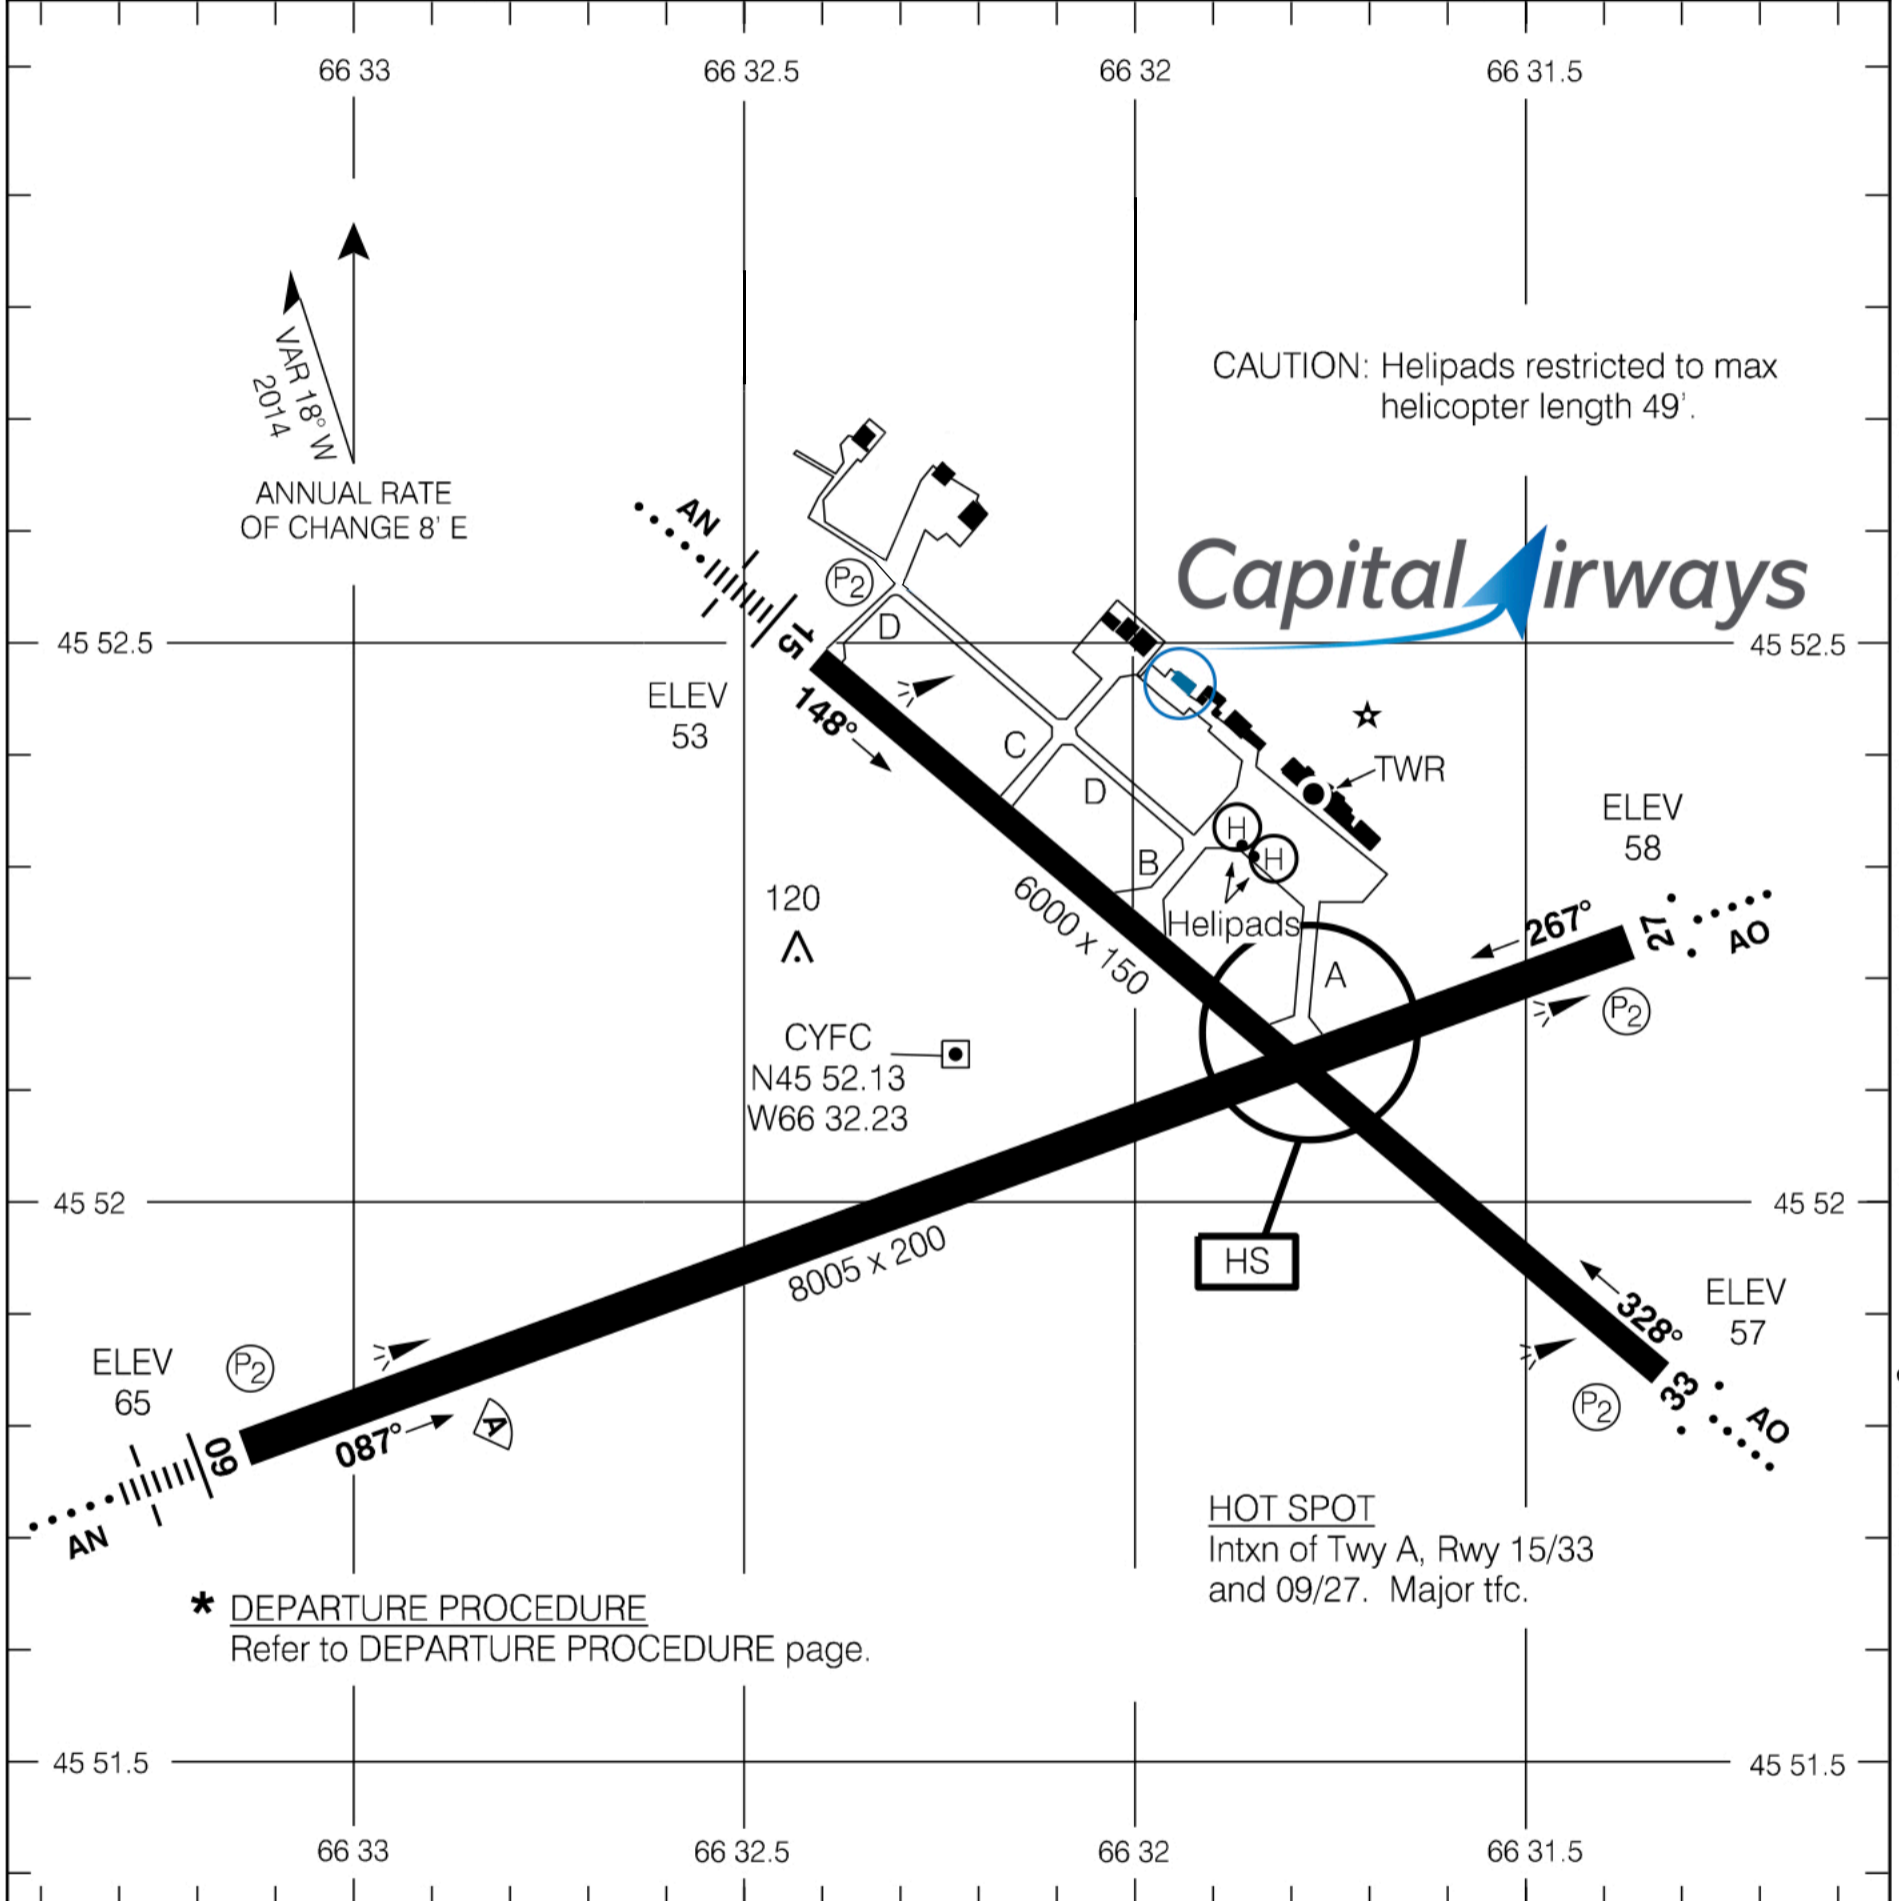 66 33
66 32.5
66 32
66 31.5
VAR 18° W
2014
ANNUAL RATE
OF CHANGE 8' E
CAUTION: Helipads restricted to max
helicopter length 49'.
AN
P2
Capital Airways
45 52.5
D
15
45 52.5
ELEV
53
148°
C
TWR
D
ELEV
58
H
H
B
120
6000 x 150
Helipads
267°
27
AO
A
P2
CYFC
N45 52.13
W66 32.23
45 52
45 52
8005 x 200
HS
328°
ELEV
57
33
AO
P2
ELEV
65
P2
087°
A
09
AN
HOT SPOT
Intxn of Twy A, Rwy 15/33
and 09/27. Major tfc.
* DEPARTURE PROCEDURE
Refer to DEPARTURE PROCEDURE page.
45 51.5
45 51.5
66 33
66 32.5
66 32
66 31.5